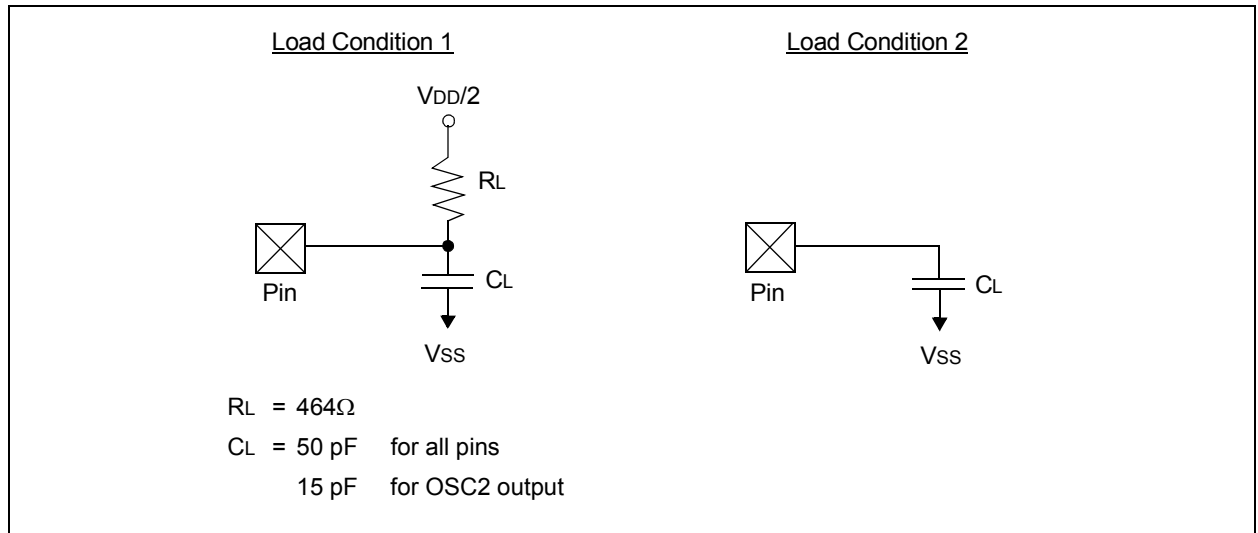 Load Condition 1
VDD/2
RL
Pin
CL
VSS
Load Condition 2
Pin
CL
VSS
RL = 464Ω
CL = 50 pF for all pins
15 pF for OSC2 output